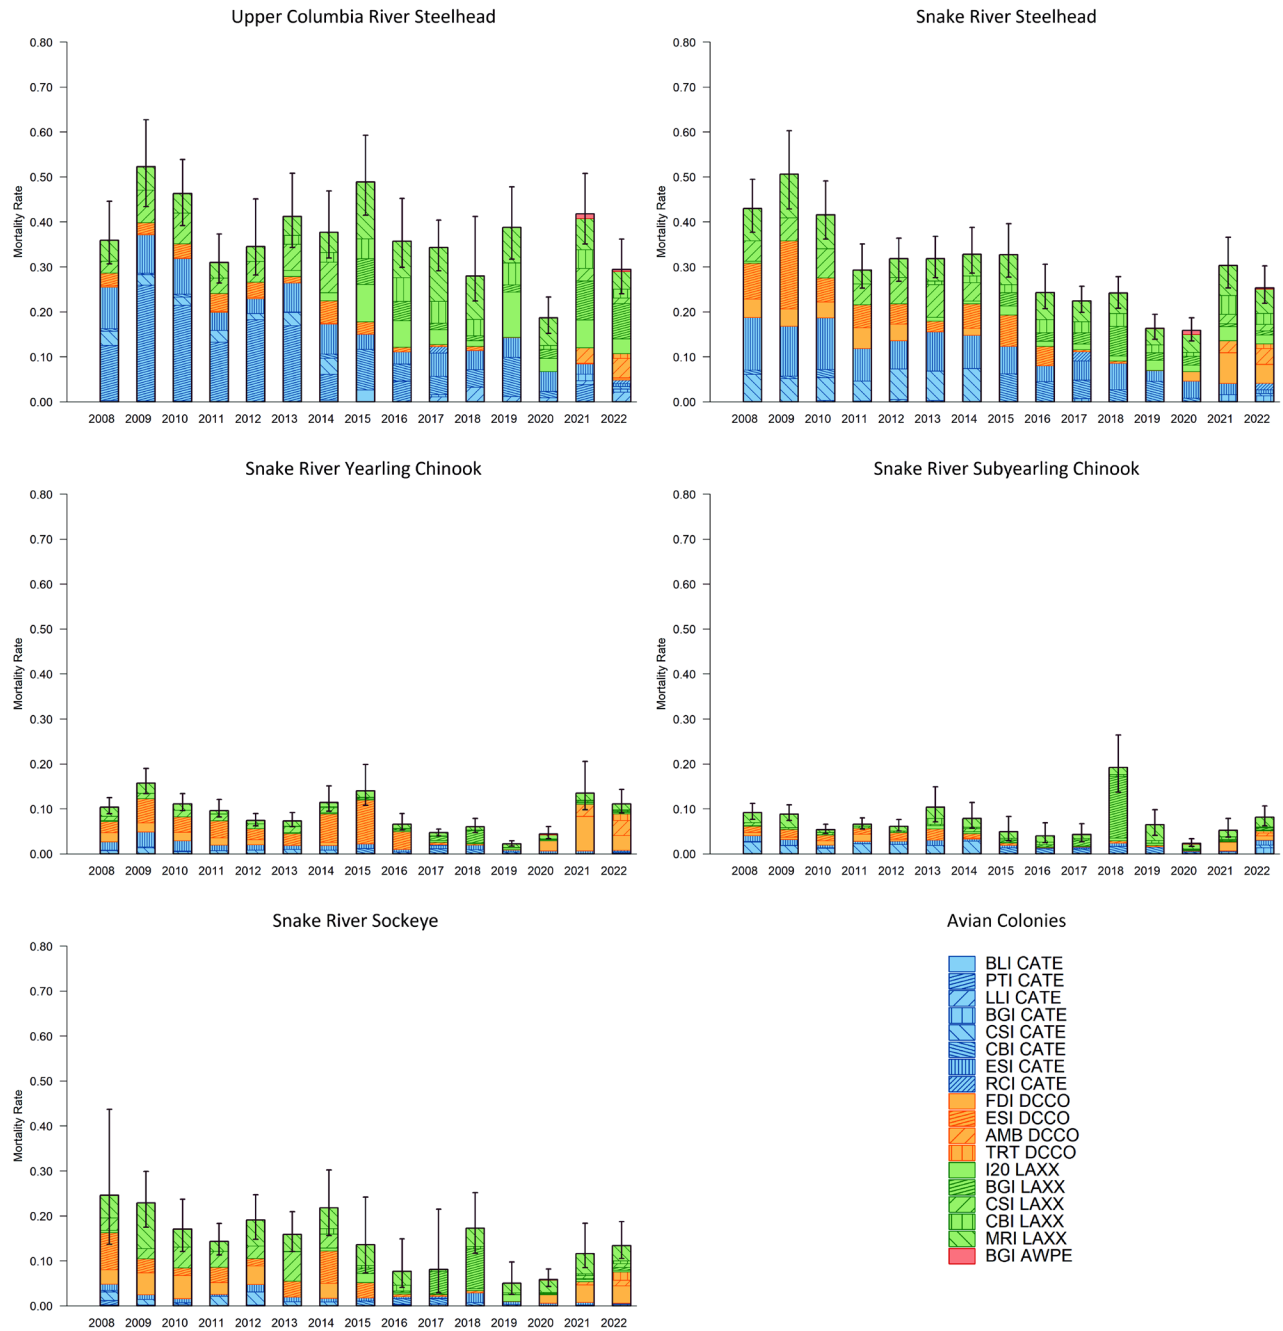 Upper Columbia River Steelhead
Mortality Rate
0.80
0.70
0.60
0.50
0.40
0.30
0.20
0.10
0.00
2008 2009 2010 2011 2012 2013 2014 2015 2016 2017 2018 2019 2020 2021 2022
Snake River Steelhead
Mortality Rate
0.80
0.70
0.60
0.50
0.40
0.30
0.20
0.10
0.00
2008 2009 2010 2011 2012 2013 2014 2015 2016 2017 2018 2019 2020 2021 2022
Snake River Yearling Chinook
Mortality Rate
0.80
0.70
0.60
0.50
0.40
0.30
0.20
0.10
0.00
2008 2009 2010 2011 2012 2013 2014 2015 2016 2017 2018 2019 2020 2021 2022
Snake River Subyearling Chinook
Mortality Rate
0.80
0.70
0.60
0.50
0.40
0.30
0.20
0.10
0.00
2008 2009 2010 2011 2012 2013 2014 2015 2016 2017 2018 2019 2020 2021 2022
Snake River Sockeye
Mortality Rate
0.80
0.70
0.60
0.50
0.40
0.30
0.20
0.10
0.00
2008 2009 2010 2011 2012 2013 2014 2015 2016 2017 2018 2019 2020 2021 2022
Avian Colonies
BLI CATE
PTI CATE
LLI CATE
BGI CATE
CSI CATE
CBI CATE
ESI CATE
RCI CATE
FDI DCCO
ESI DCCO
AMB DCCO
TRT DCCO
I20 LAXX
BGI LAXX
CSI LAXX
CBI LAXX
MRI LAXX
BGI AWPE